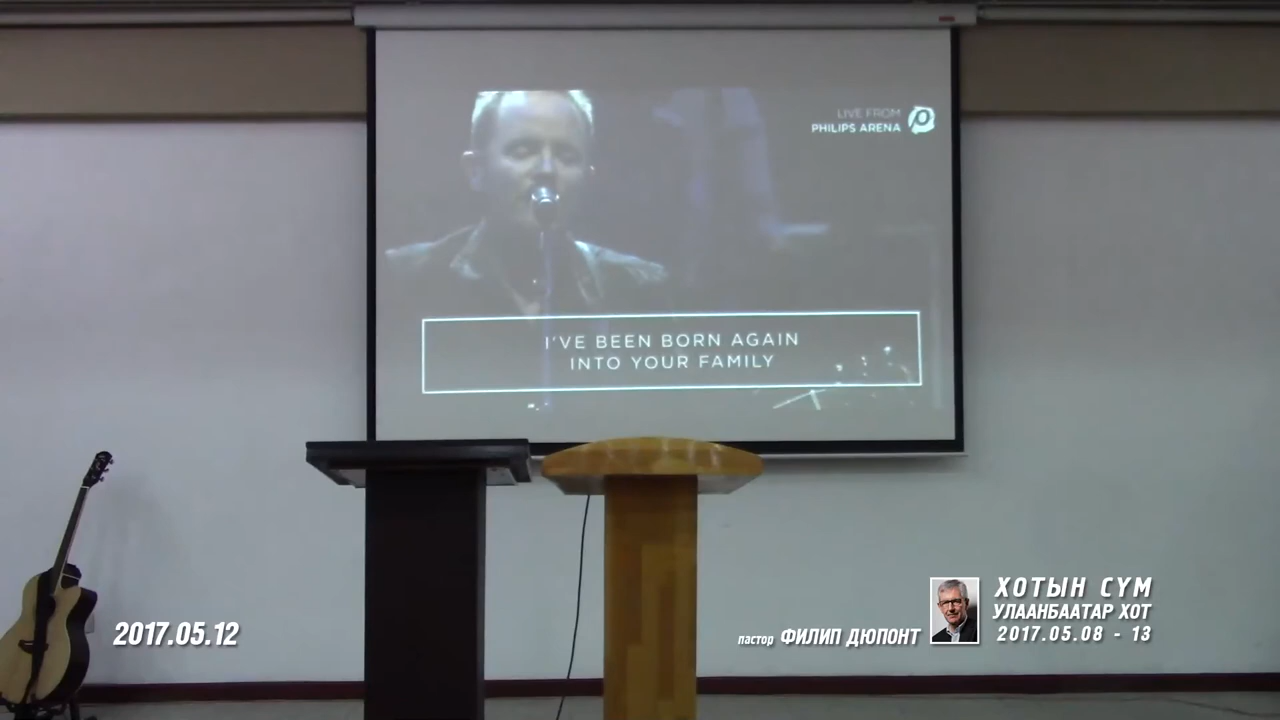 LIVE FROM
PHILIPS ARENA
I'VE BEEN BORN AGAIN
INTO YOUR FAMILY
2017.05.12
пастор ФИЛИП ДЮПОНТ
ХОТЫН СҮМ
УЛААНБААТАР ХОТ
2017.05.08 - 13